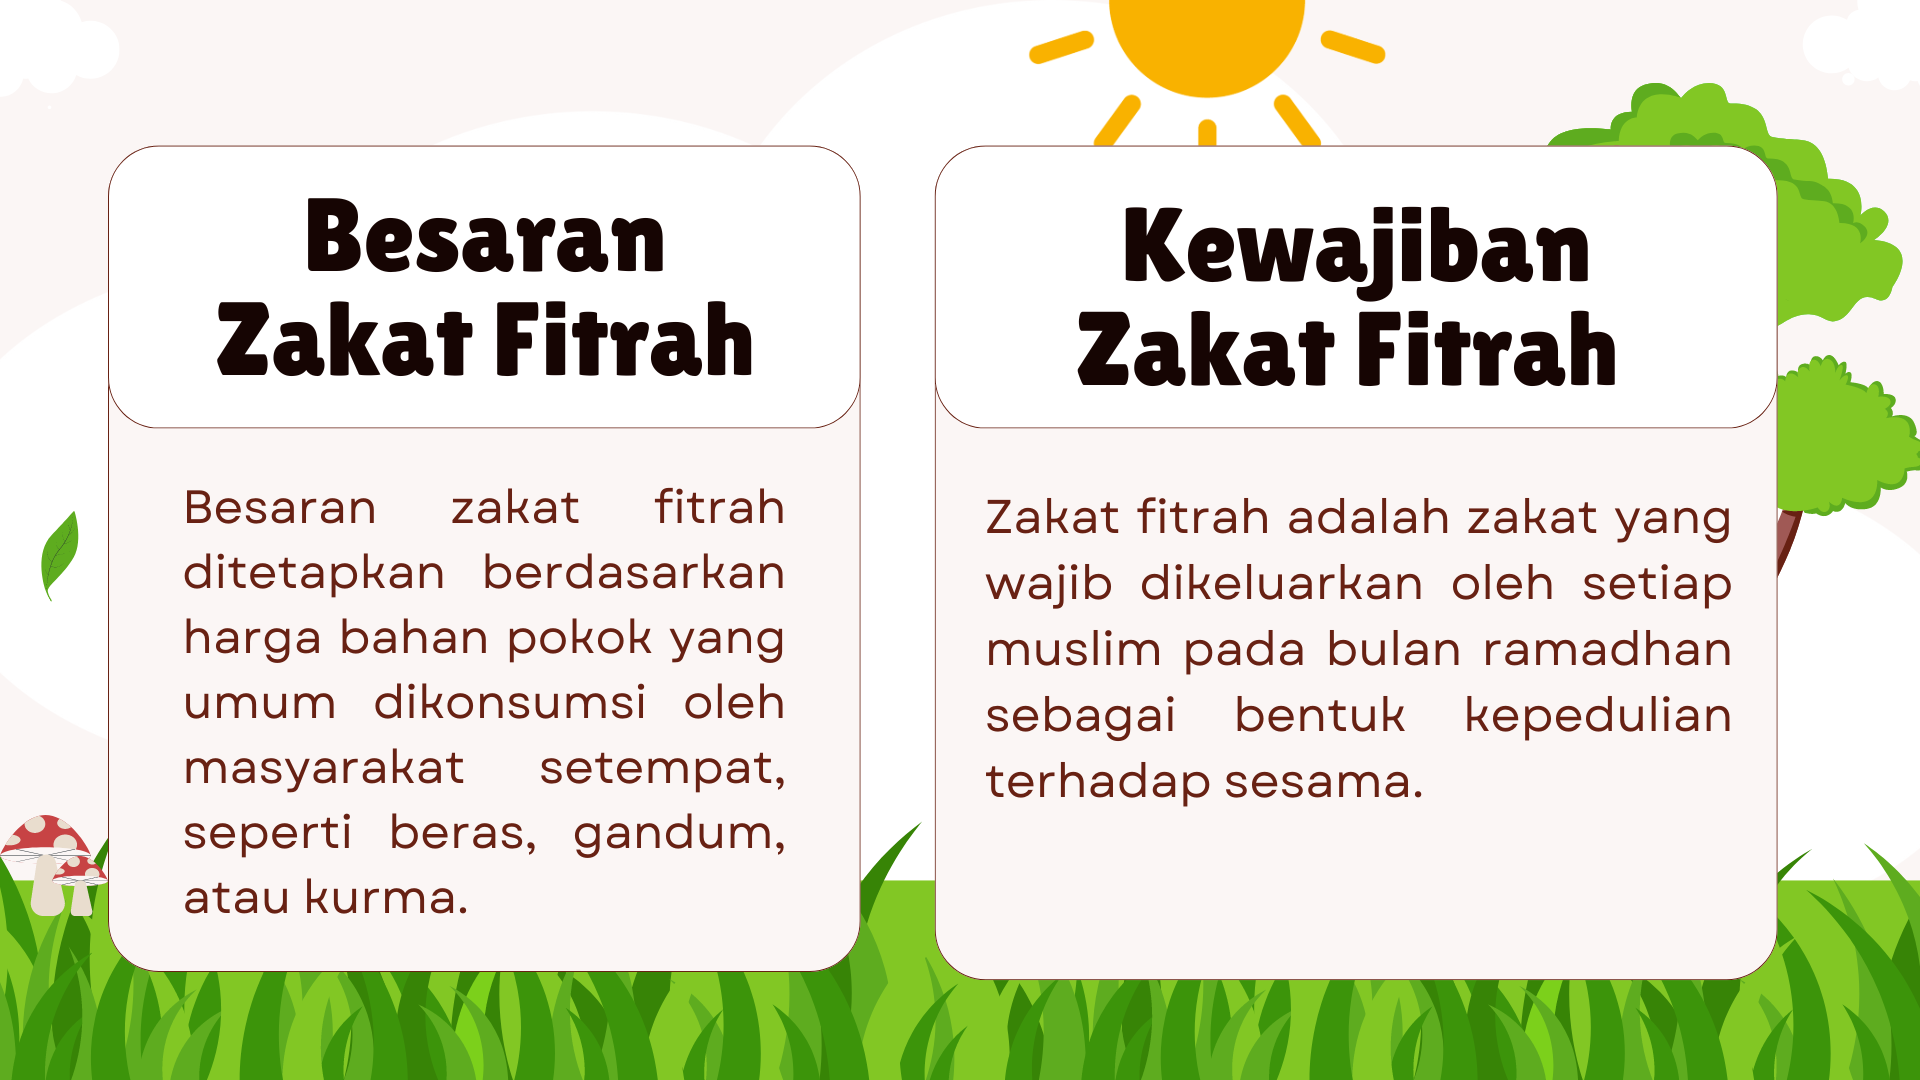 Besaran
Zakat Fitrah
Besaran zakat fitrah
ditetapkan berdasarkan
harga bahan pokok yang
umum dikonsumsi oleh
masyarakat setempat,
seperti beras, gandum,
atau kurma.
Kewajiban
Zakat Fitrah
Zakat fitrah adalah zakat yang
wajib dikeluarkan oleh setiap
muslim pada bulan ramadhan
sebagai bentuk kepedulian
terhadap sesama.